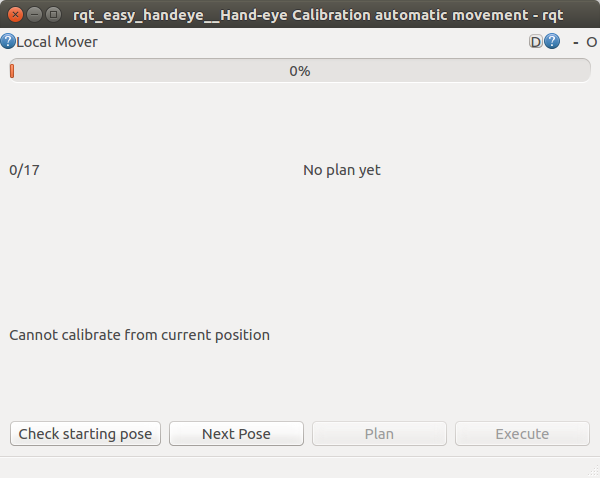 rqt_easy_handeye__Hand-eye Calibration automatic movement - rqt
?Local Mover D? - O
0%
0/17 No plan yet
Cannot calibrate from current position
Check starting pose Next Pose Plan Execute